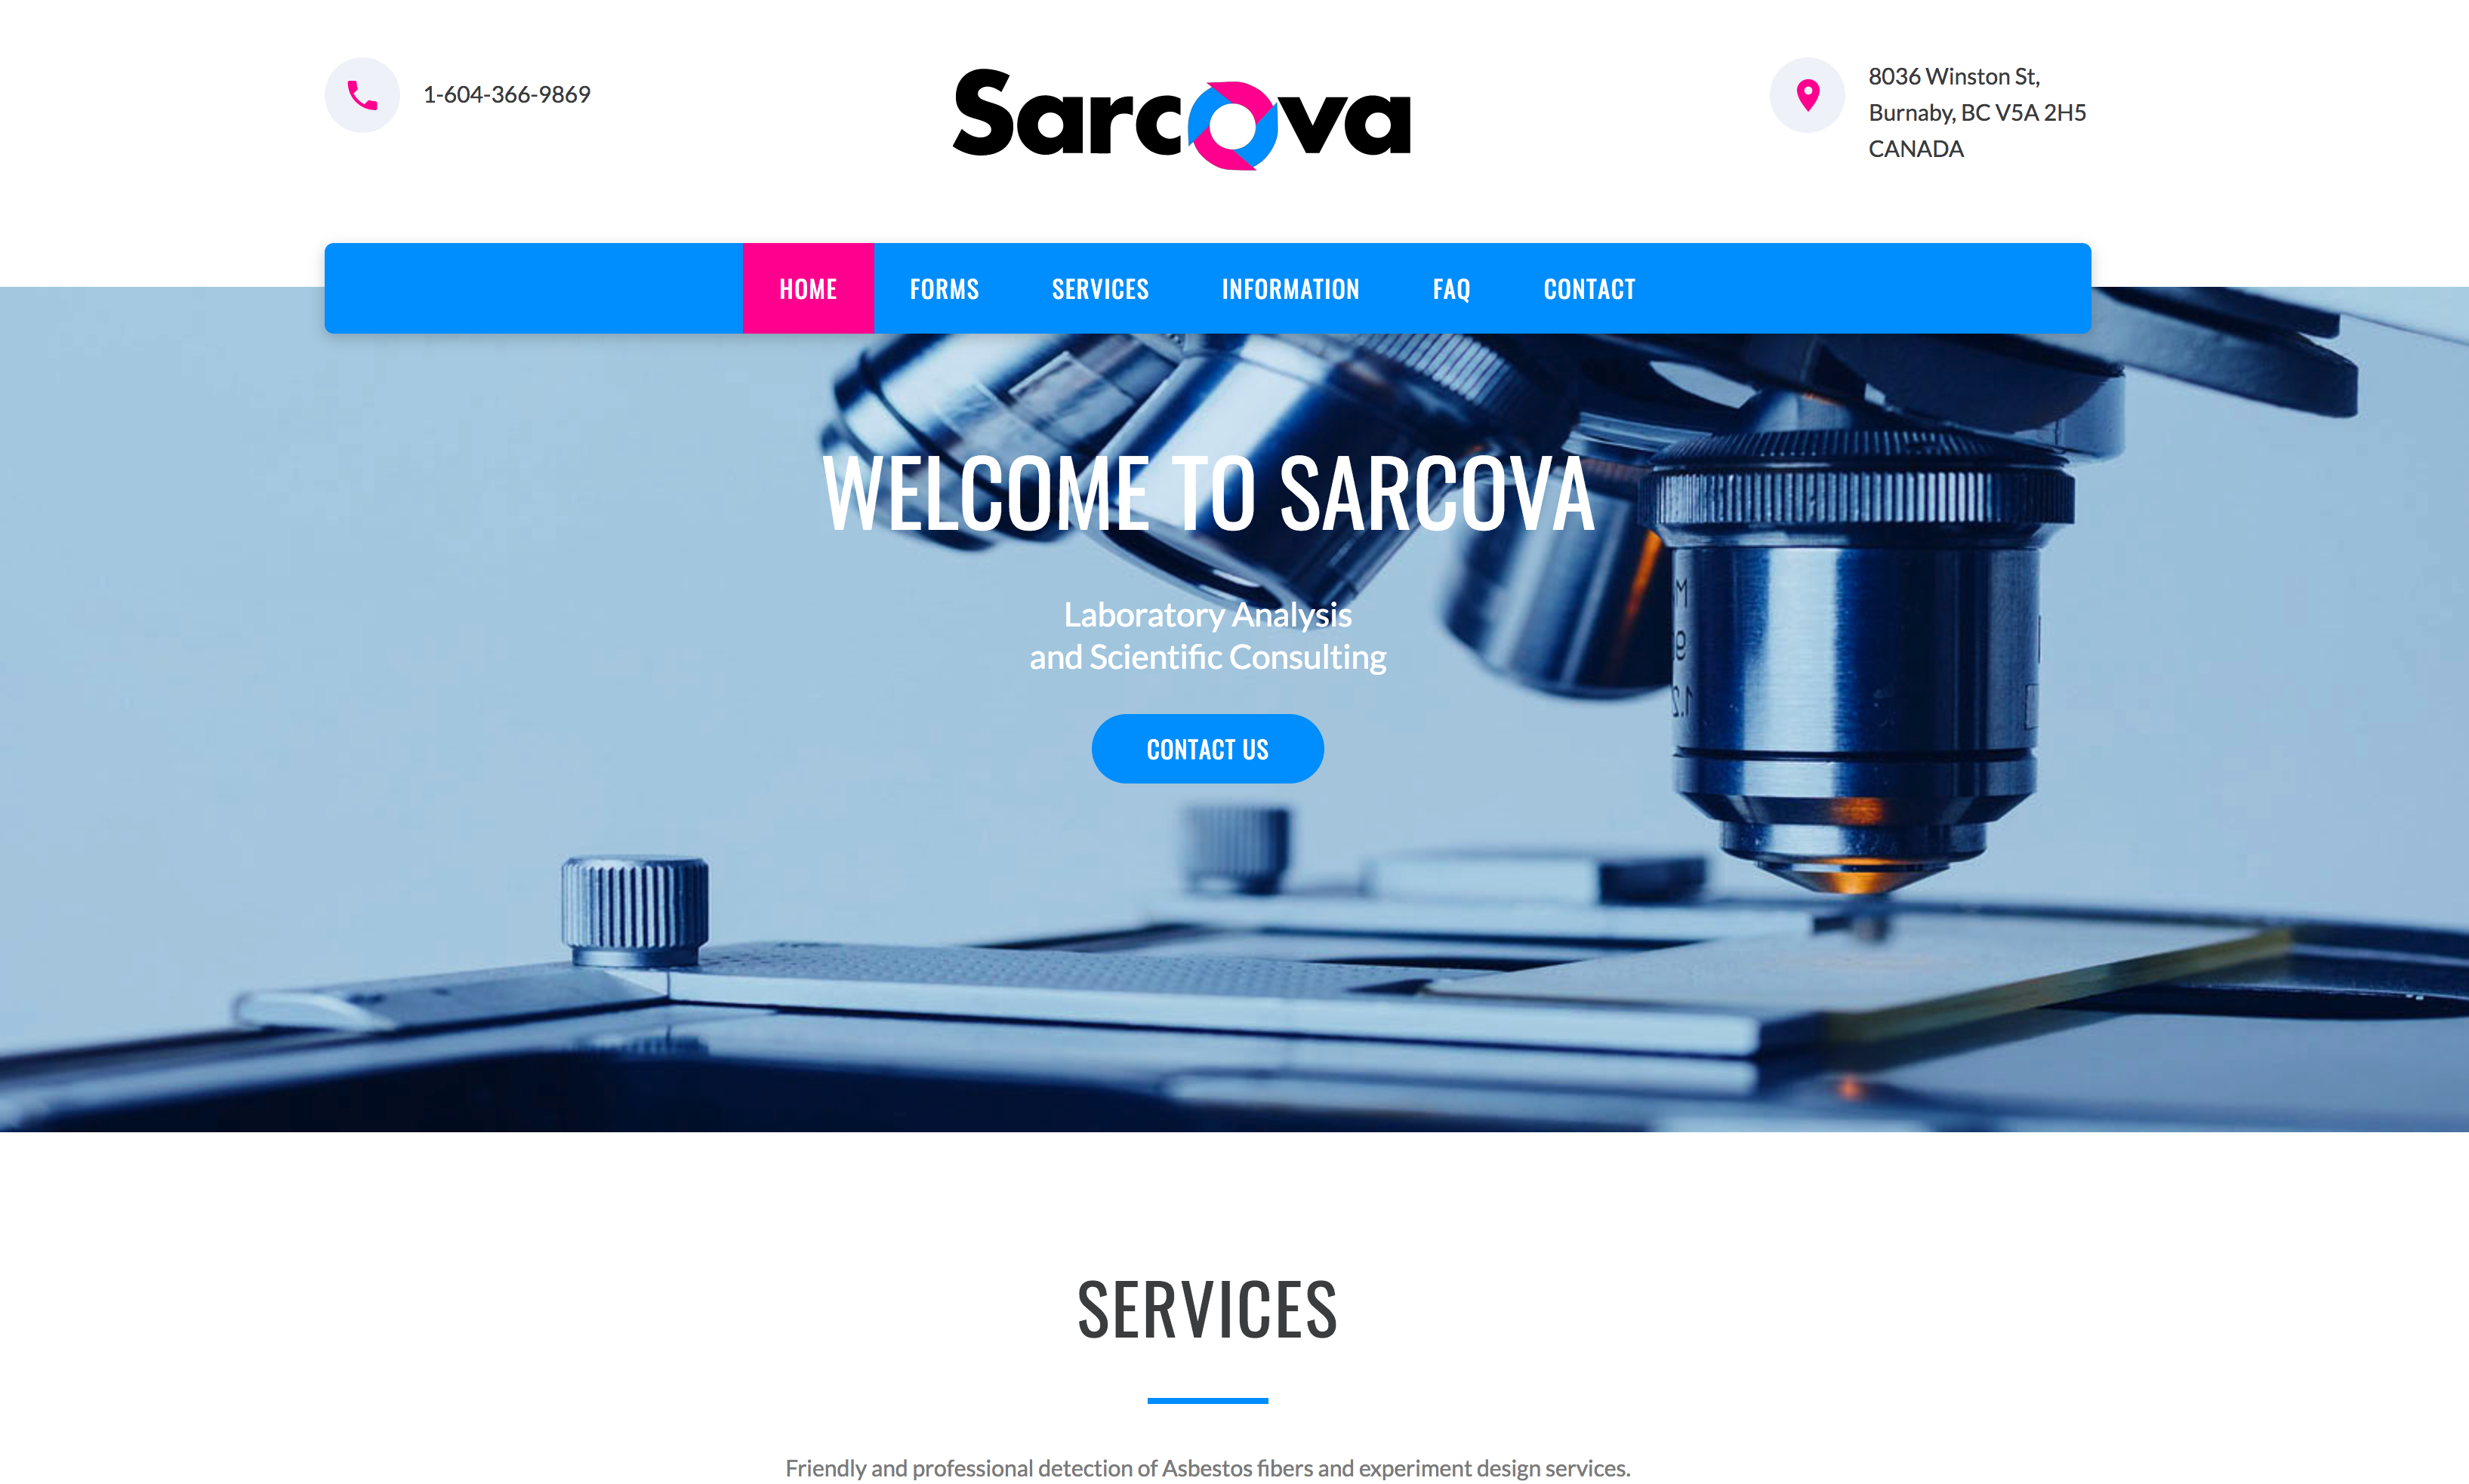 1-604-366-9869
Sarcova
8036 Winston St,
Burnaby, BC V5A 2H5
CANADA
HOME FORMS SERVICES INFORMATION FAQ CONTACT
WELCOME TO SARCOVA
Laboratory Analysis
and Scientific Consulting
CONTACT US
SERVICES
Friendly and professional detection of Asbestos fibers and experiment design services.